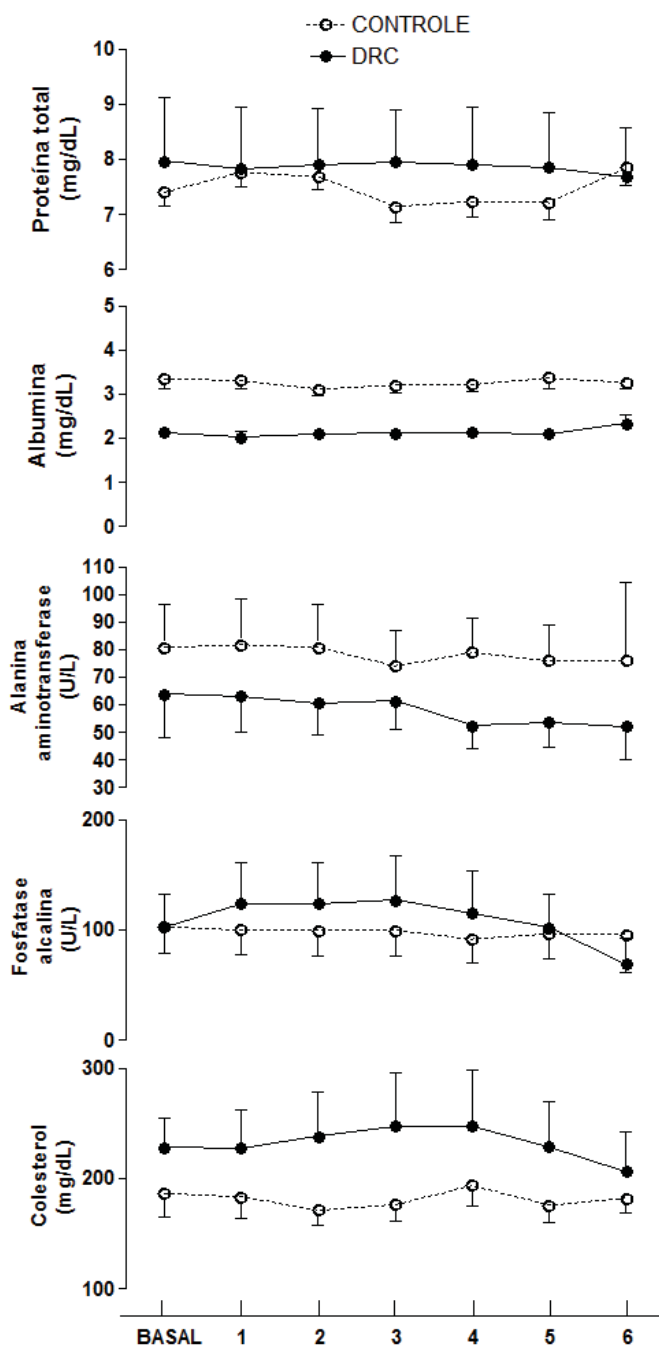 CONTROLE
DRC
Proteína total
(mg/dL)
10
9
8
7
6
Albumina
(mg/dL)
5
4
3
2
1
0
Alanina
aminotransferase
(U/L)
110
100
90
80
70
60
50
40
30
Fosfatase
alcalina
(U/L)
200
100
0
Colesterol
(mg/dL)
300
200
100
BASAL 1 2 3 4 5 6